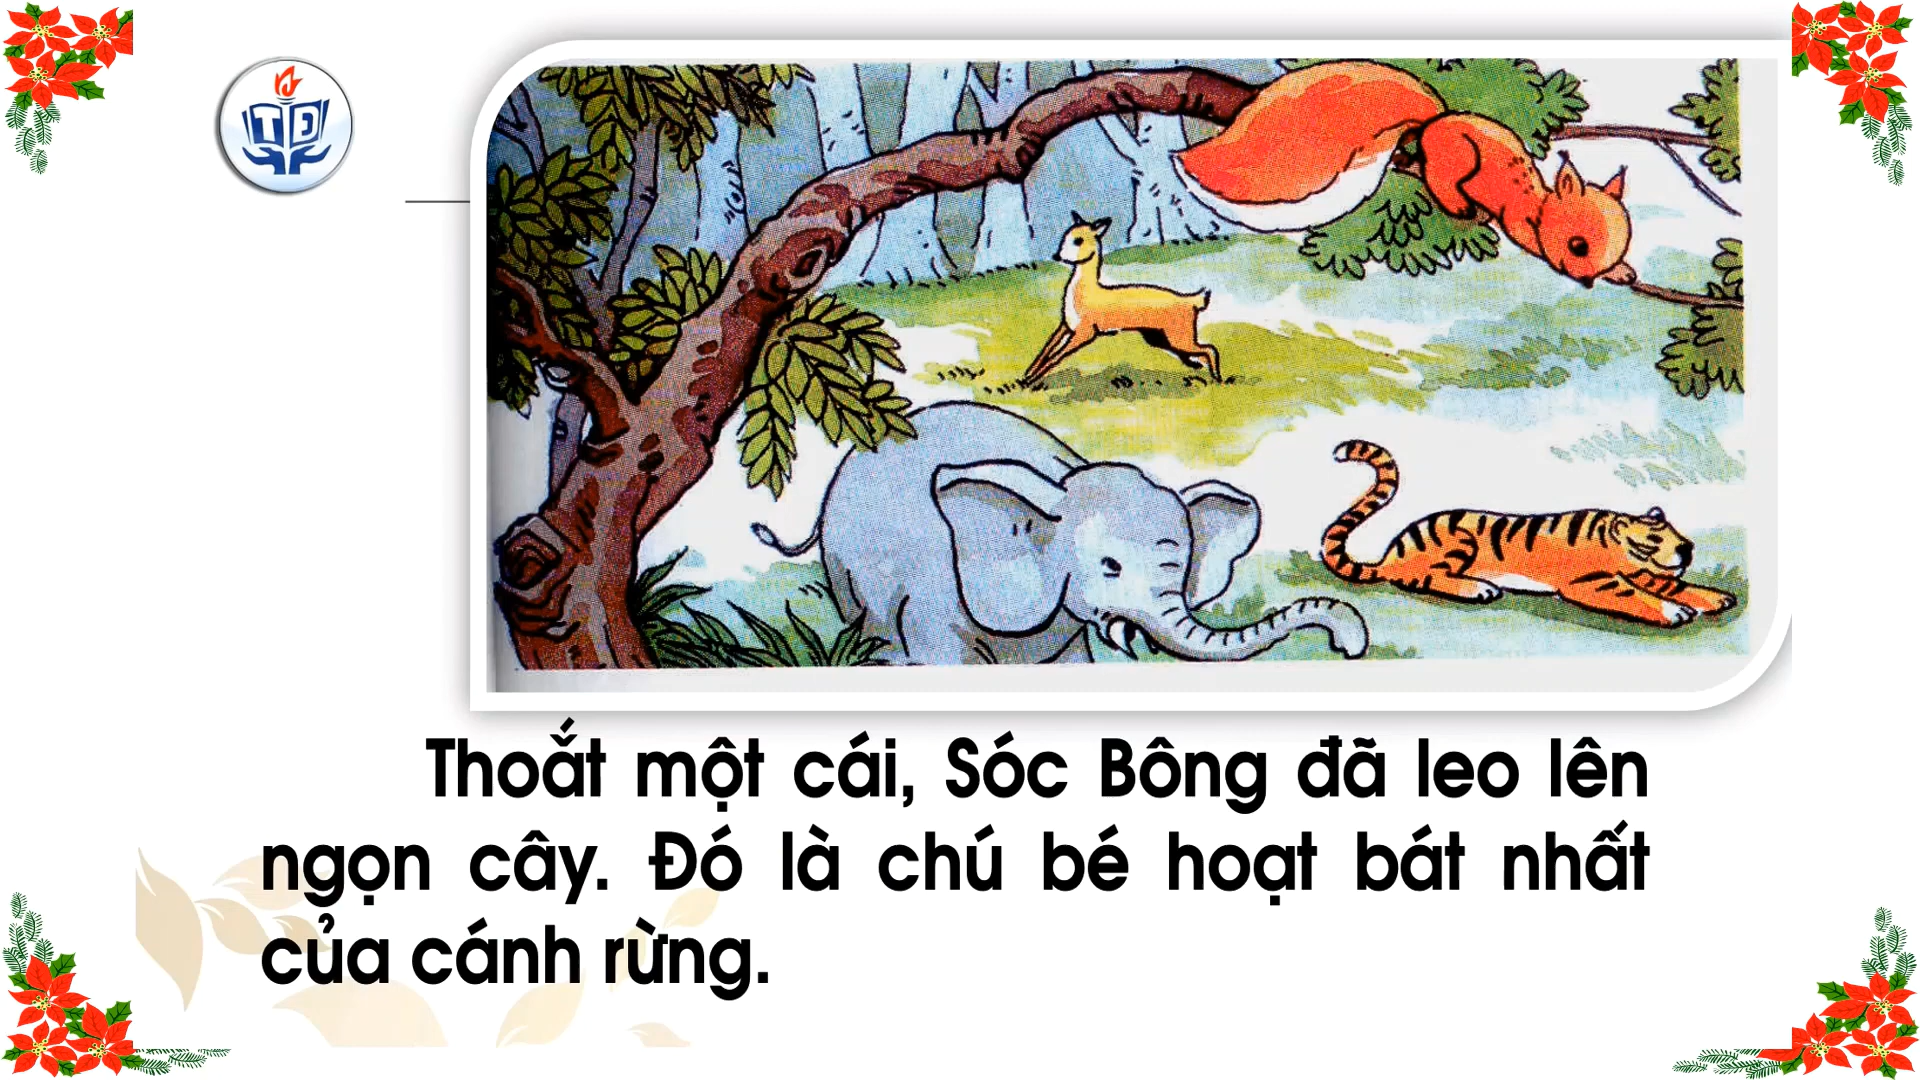 TD
Thoắt một cái, Sóc Bông đã leo lên
ngọn cây. Đó là chú bé hoạt bát nhất
của cánh rừng.